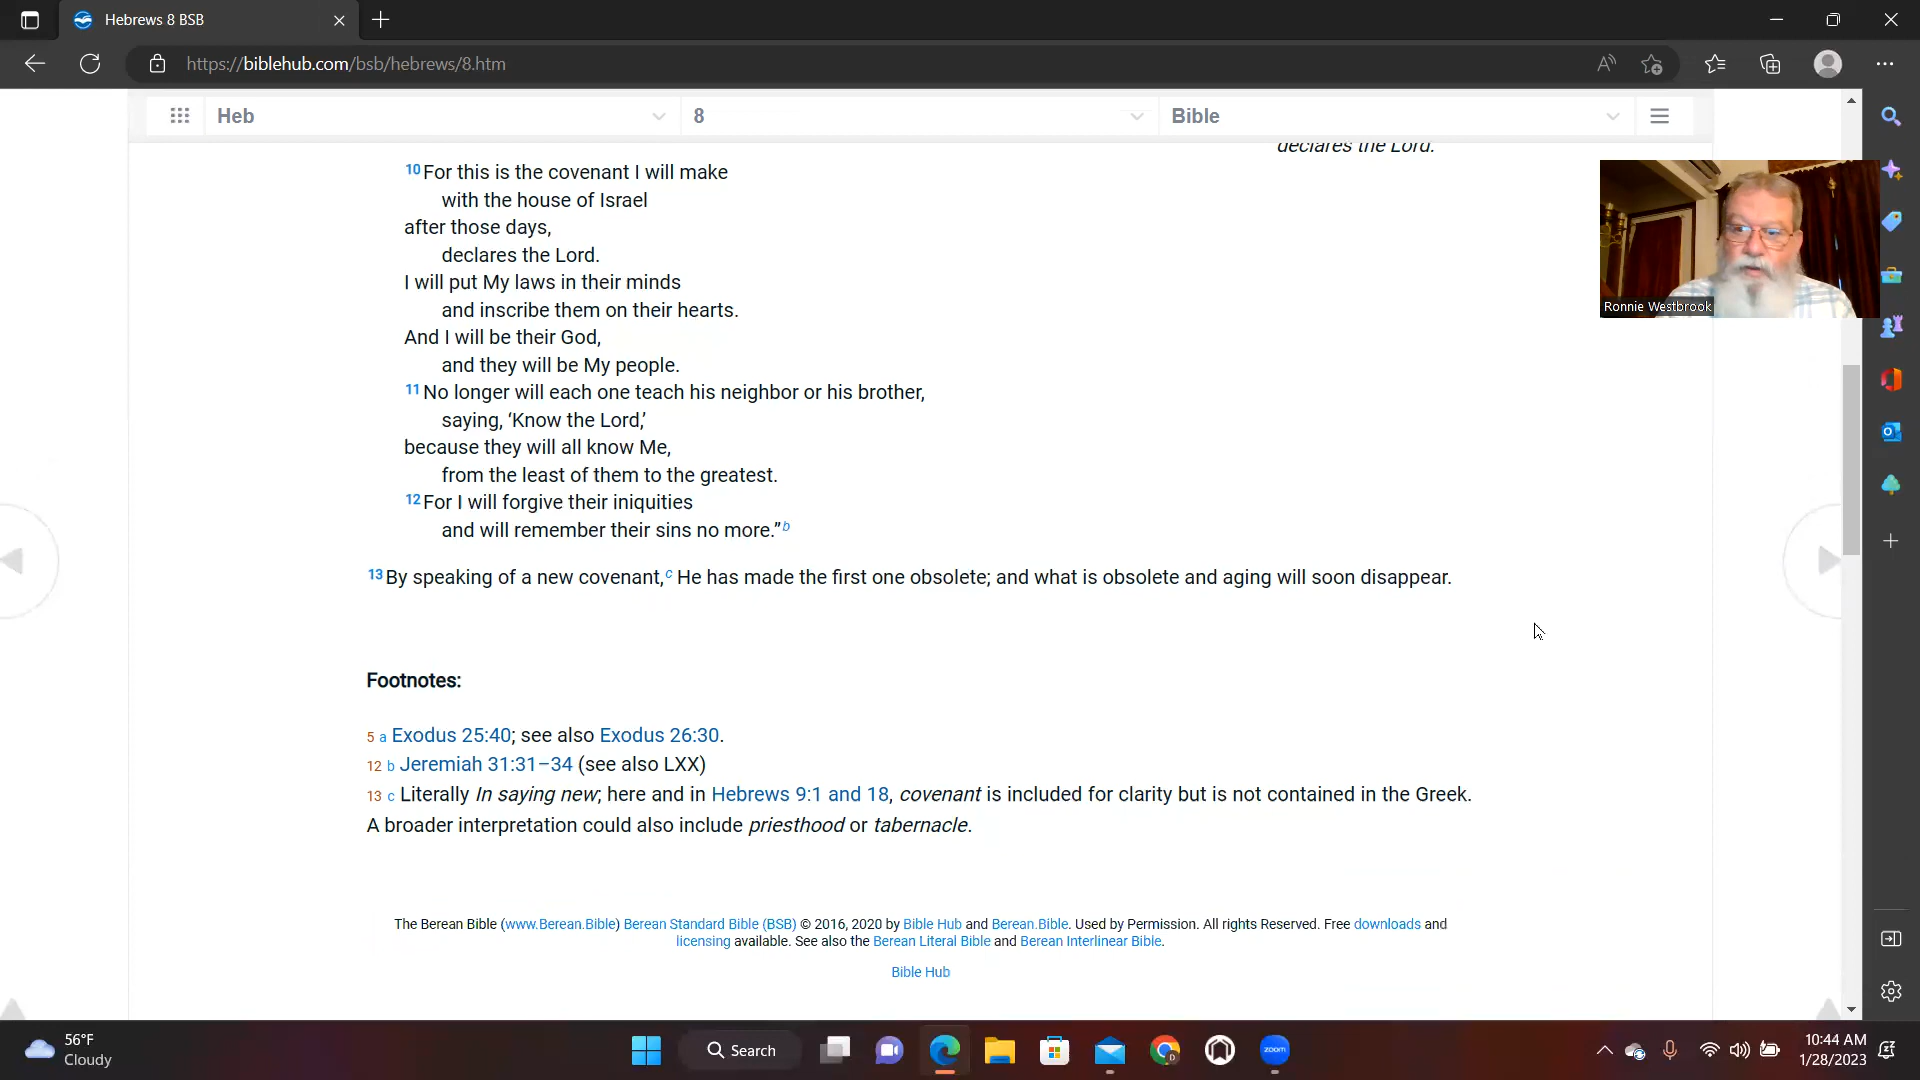 Hebrews 8 BSB
https://biblehub.com/bsb/hebrews/8.htm
Heb 8 Bible
declares the Lord.
10 For this is the covenant I will make
with the house of Israel
after those days,
declares the Lord.
I will put My laws in their minds
and inscribe them on their hearts.
And I will be their God,
and they will be My people.
11 No longer will each one teach his neighbor or his brother,
saying, ‘Know the Lord,’
because they will all know Me,
from the least of them to the greatest.
12 For I will forgive their iniquities
and will remember their sins no more.” b
13 By speaking of a new covenant, c He has made the first one obsolete; and what is obsolete and aging will soon disappear.
Footnotes:
5 a Exodus 25:40; see also Exodus 26:30.
12 b Jeremiah 31:31–34 (see also LXX)
13 c Literally In saying new; here and in Hebrews 9:1 and 18, covenant is included for clarity but is not contained in the Greek.
A broader interpretation could also include priesthood or tabernacle.
The Berean Bible (www.Berean.Bible) Berean Standard Bible (BSB) © 2016, 2020 by Bible Hub and Berean.Bible. Used by Permission. All rights Reserved. Free downloads and
licensing available. See also the Berean Literal Bible and Berean Interlinear Bible.
Bible Hub
Ronnie Westbrook
56°F
Cloudy
Search
zoom
10:44 AM
1/28/2023